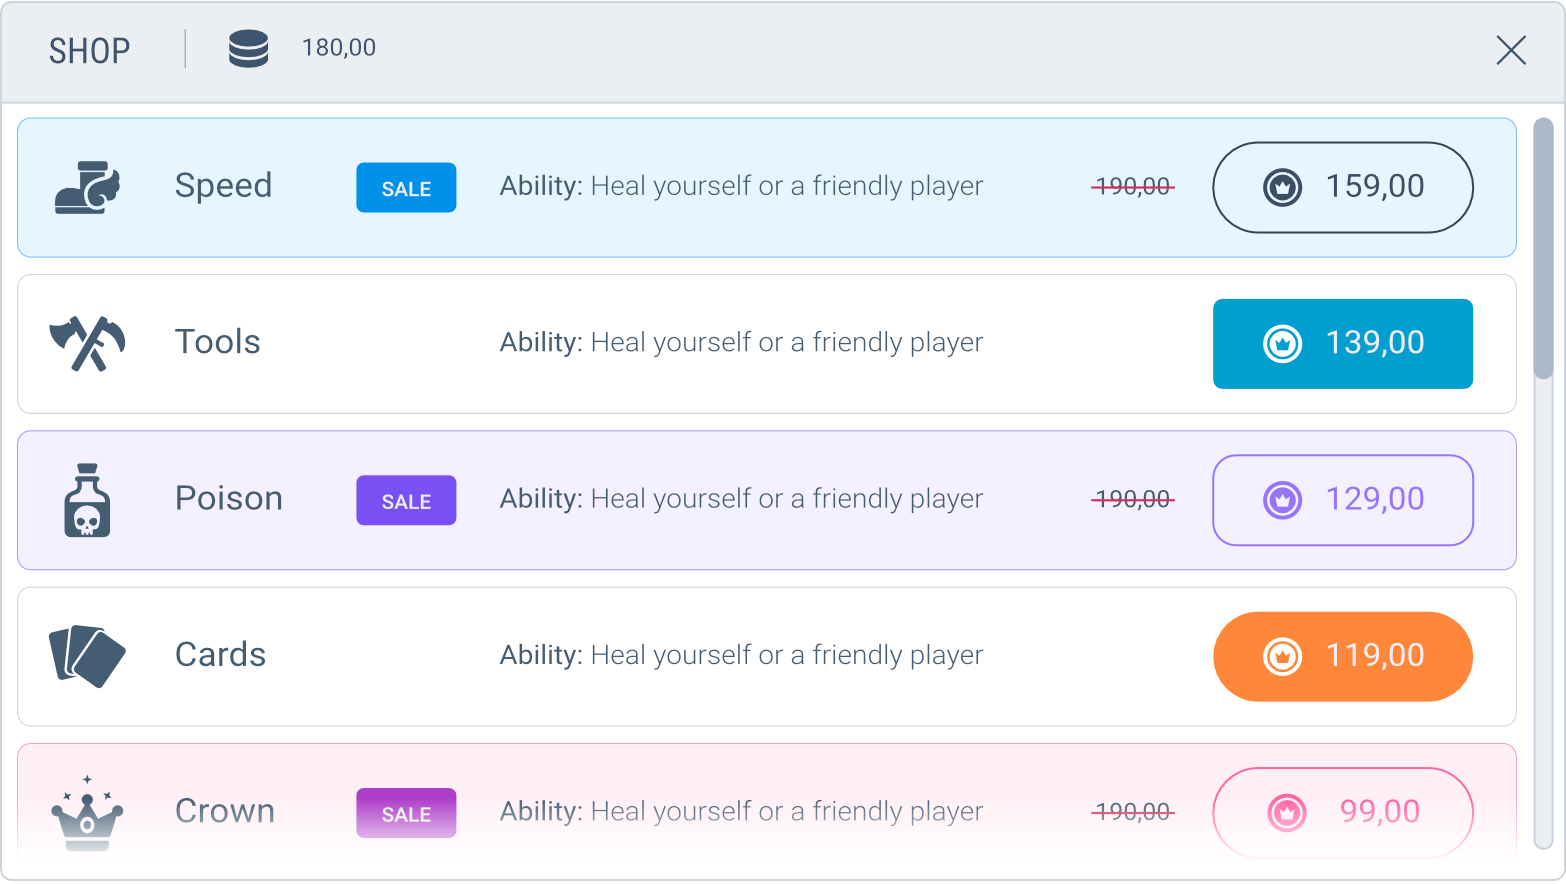 SHOP 180,00
Speed SALE Ability: Heal yourself or a friendly player 190,00 159,00
Tools Ability: Heal yourself or a friendly player 139,00
Poison SALE Ability: Heal yourself or a friendly player 190,00 129,00
Cards Ability: Heal yourself or a friendly player 119,00
Crown SALE Ability: Heal yourself or a friendly player 190,00 99,00